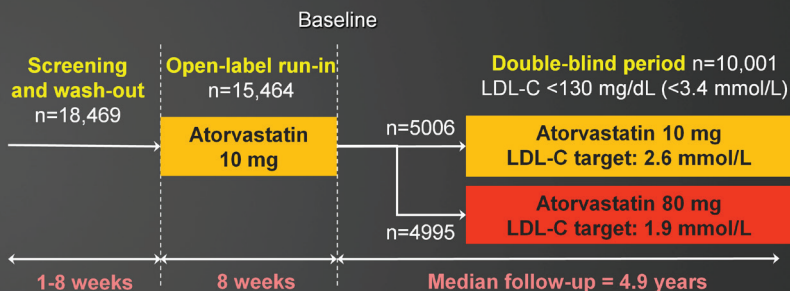 Baseline
Screening
and wash-out
n=18,469
Open-label run-in
n=15,464
Double-blind period n=10,001
LDL-C <130 mg/dL (<3.4 mmol/L)
Atorvastatin
10 mg
n=5006
Atorvastatin 10 mg
LDL-C target: 2.6 mmol/L
n=4995
Atorvastatin 80 mg
LDL-C target: 1.9 mmol/L
1-8 weeks
8 weeks
Median follow-up = 4.9 years